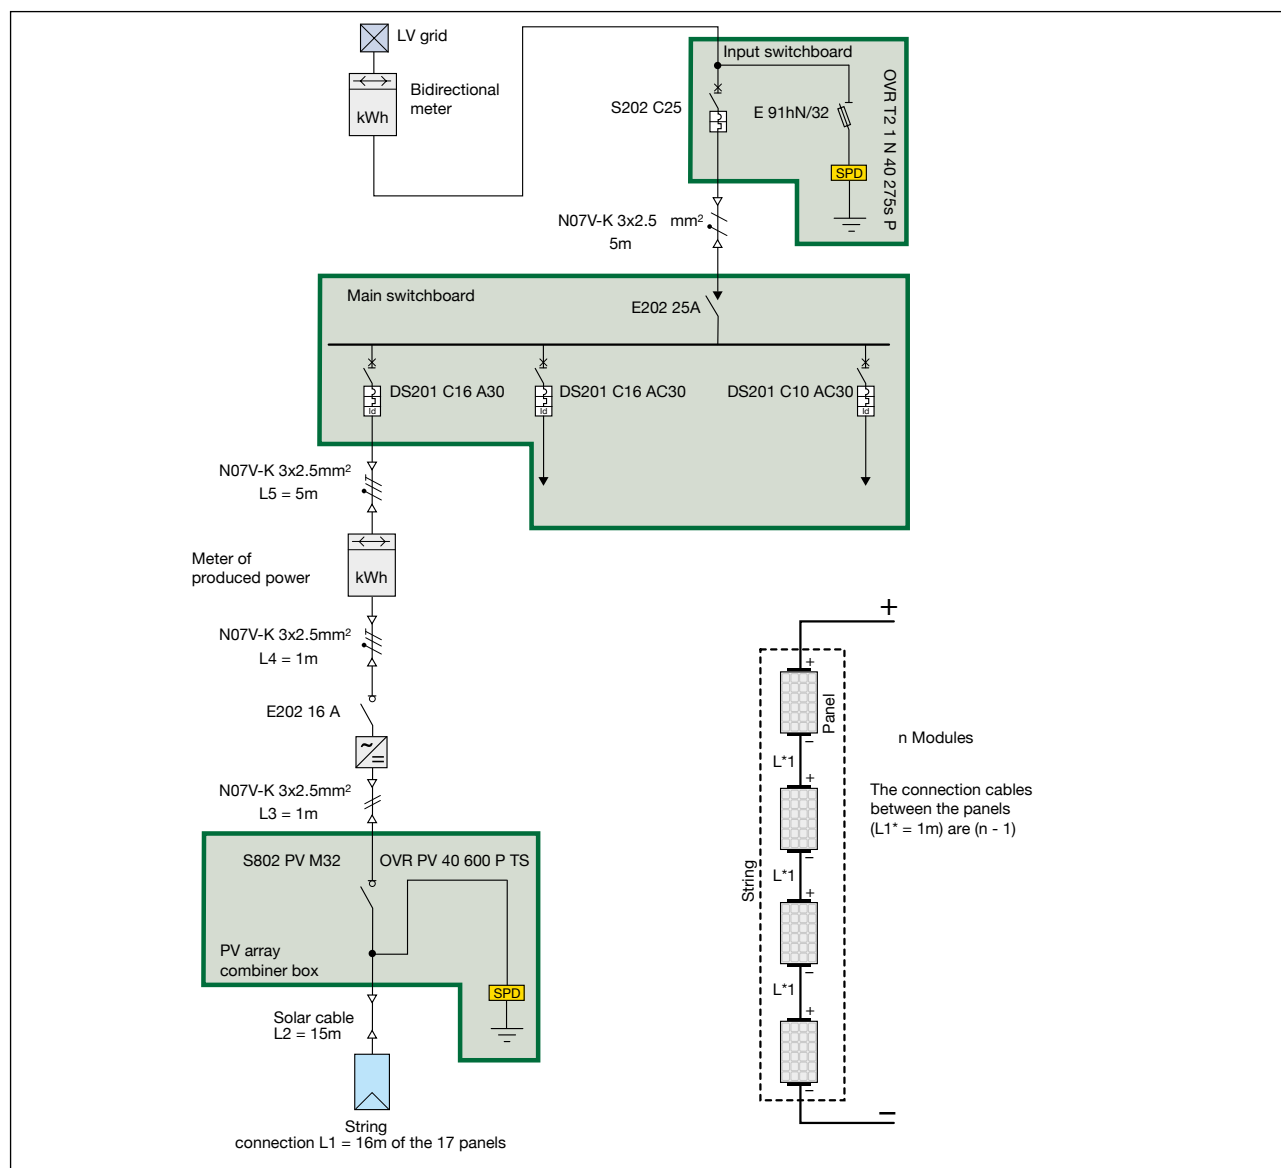 LV grid
Bidirectional
meter
kWh
Input switchboard
S202 C25
E 91hN/32
OVR T2 1 N 40 275s P
SPD
N07V-K 3x2.5 mm²
5m
Main switchboard
E202 25A
DS201 C16 A30
Id
DS201 C16 AC30
Id
DS201 C10 AC30
Id
N07V-K 3x2.5mm²
L5 = 5m
Meter of
produced power
kWh
N07V-K 3x2.5mm²
L4 = 1m
E202 16 A
N07V-K 3x2.5mm²
L3 = 1m
S802 PV M32
OVR PV 40 600 P TS
PV array
combiner box
SPD
Solar cable
L2 = 15m
String
connection L1 = 16m of the 17 panels
+
+
Panel
−
L*1
+
−
String
L*1
+
−
L*1
+
−
−
n Modules
The connection cables
between the panels
(L1* = 1m) are (n - 1)